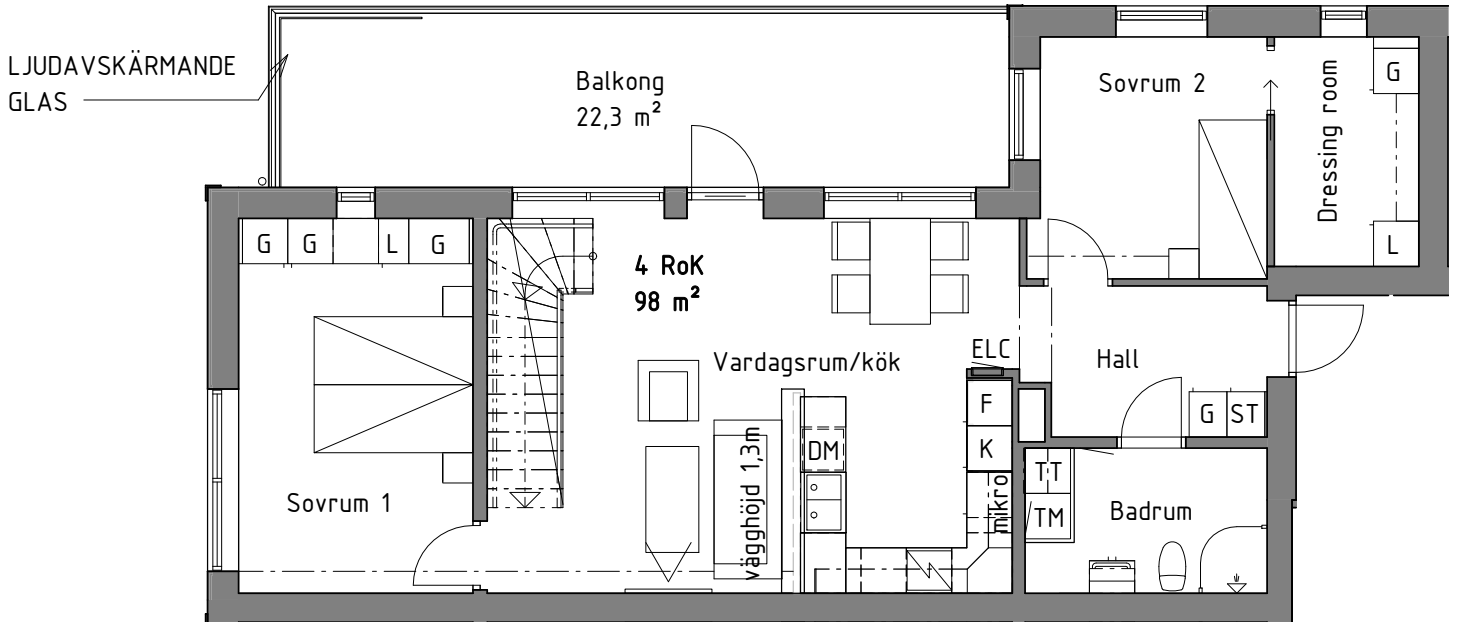 LJUDAVSKÄRMANDE
GLAS
Balkong
22,3 m²
Sovrum 2
Dressing room
G
L
G
G
L
G
4 RoK
98 m²
Vardagsrum/kök
ELC
Hall
F
K
G
ST
DM
vägghöjd 1,3m
mikro
Sovrum 1
TT
TM
Badrum